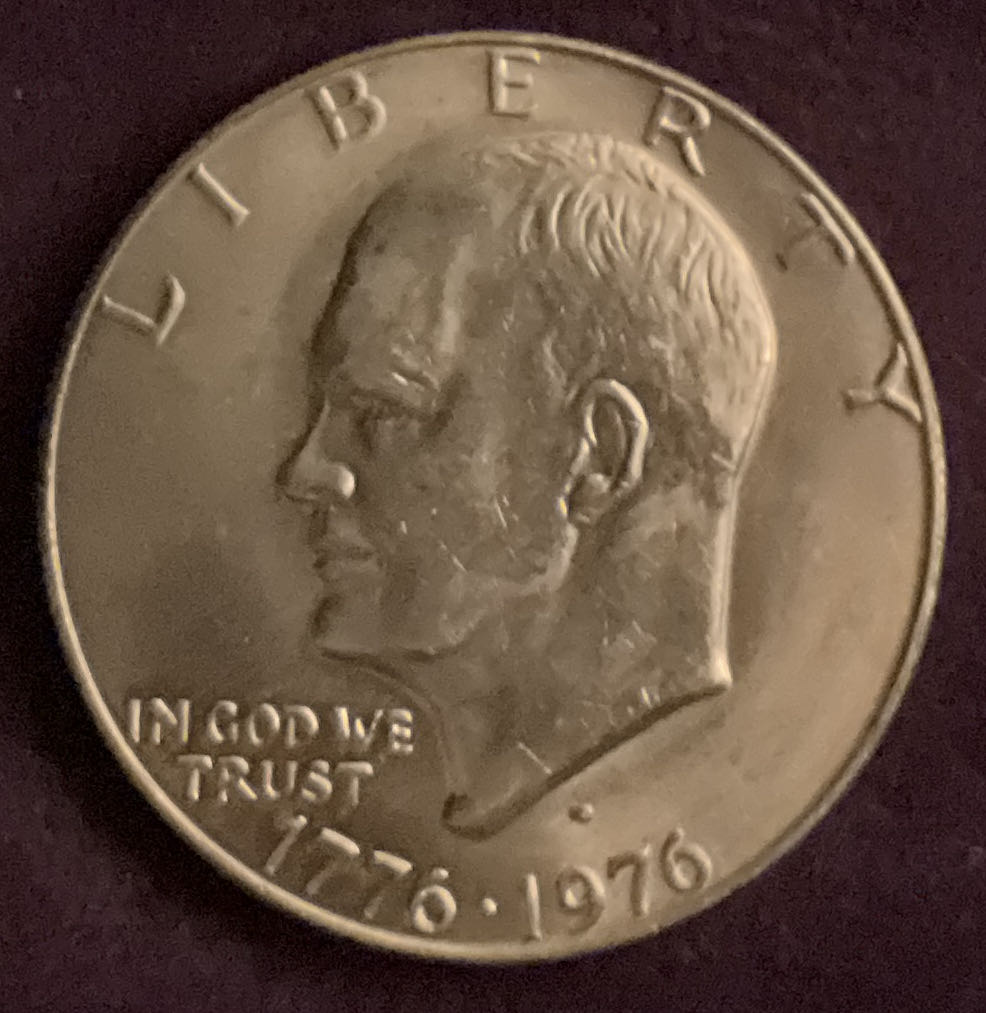 LIBERTY
IN GOD WE
TRUST
1776·1976